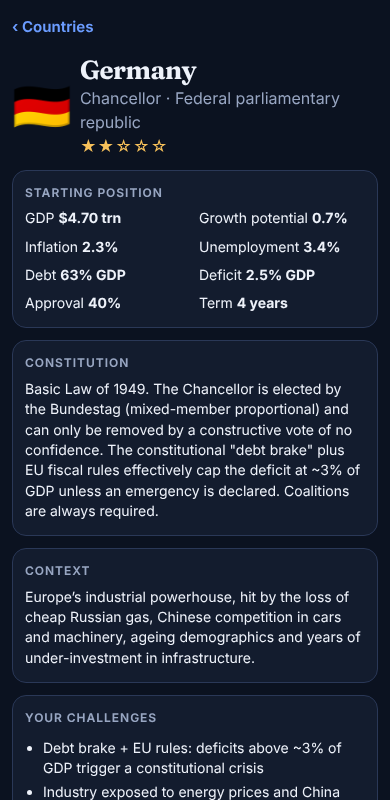 ‹ Countries
Germany
Chancellor · Federal parliamentary
republic
★★☆☆☆
STARTING POSITION
GDP $4.70 trn Growth potential 0.7%
Inflation 2.3% Unemployment 3.4%
Debt 63% GDP Deficit 2.5% GDP
Approval 40% Term 4 years
CONSTITUTION
Basic Law of 1949. The Chancellor is elected by
the Bundestag (mixed-member proportional) and
can only be removed by a constructive vote of no
confidence. The constitutional "debt brake" plus
EU fiscal rules effectively cap the deficit at ~3% of
GDP unless an emergency is declared. Coalitions
are always required.
CONTEXT
Europe's industrial powerhouse, hit by the loss of
cheap Russian gas, Chinese competition in cars
and machinery, ageing demographics and years of
under-investment in infrastructure.
YOUR CHALLENGES
• Debt brake + EU rules: deficits above ~3% of
GDP trigger a constitutional crisis
• Industry exposed to energy prices and China